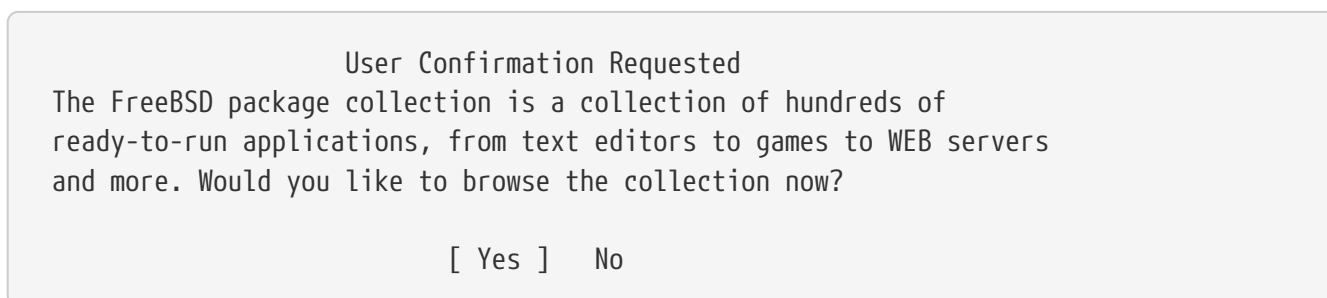 User Confirmation Requested
The FreeBSD package collection is a collection of hundreds of
ready-to-run applications, from text editors to games to WEB servers
and more. Would you like to browse the collection now?
[ Yes ] No